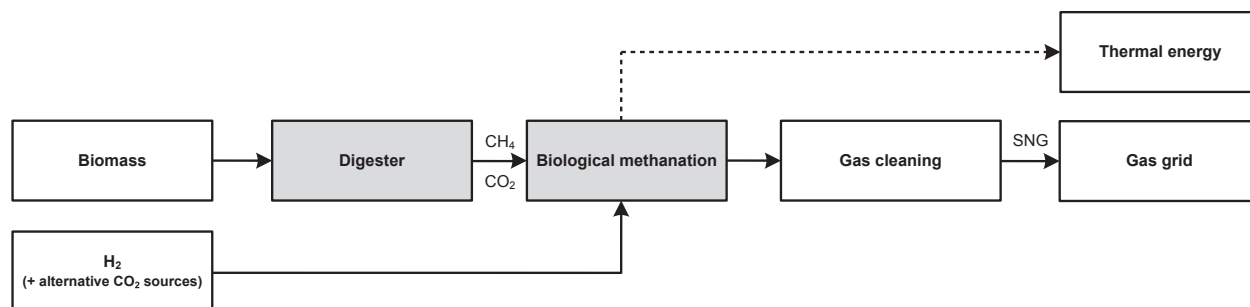 Thermal energy
Biomass
Digester
CH₄
CO₂
Biological methanation
Gas cleaning
SNG
Gas grid
H₂
(+ alternative CO₂ sources)